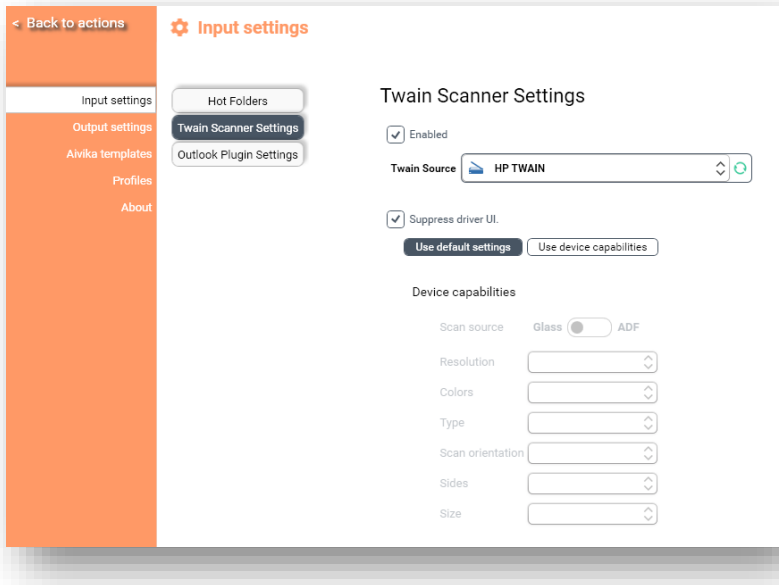 < Back to actions
Input settings
Input settings
Output settings
Aivika templates
Profiles
About
Hot Folders
Twain Scanner Settings
Outlook Plugin Settings
Twain Scanner Settings
Enabled
Twain Source HP TWAIN
Suppress driver UI.
Use default settings Use device capabilities
Device capabilities
Scan source Glass ADF
Resolution
Colors
Type
Scan orientation
Sides
Size